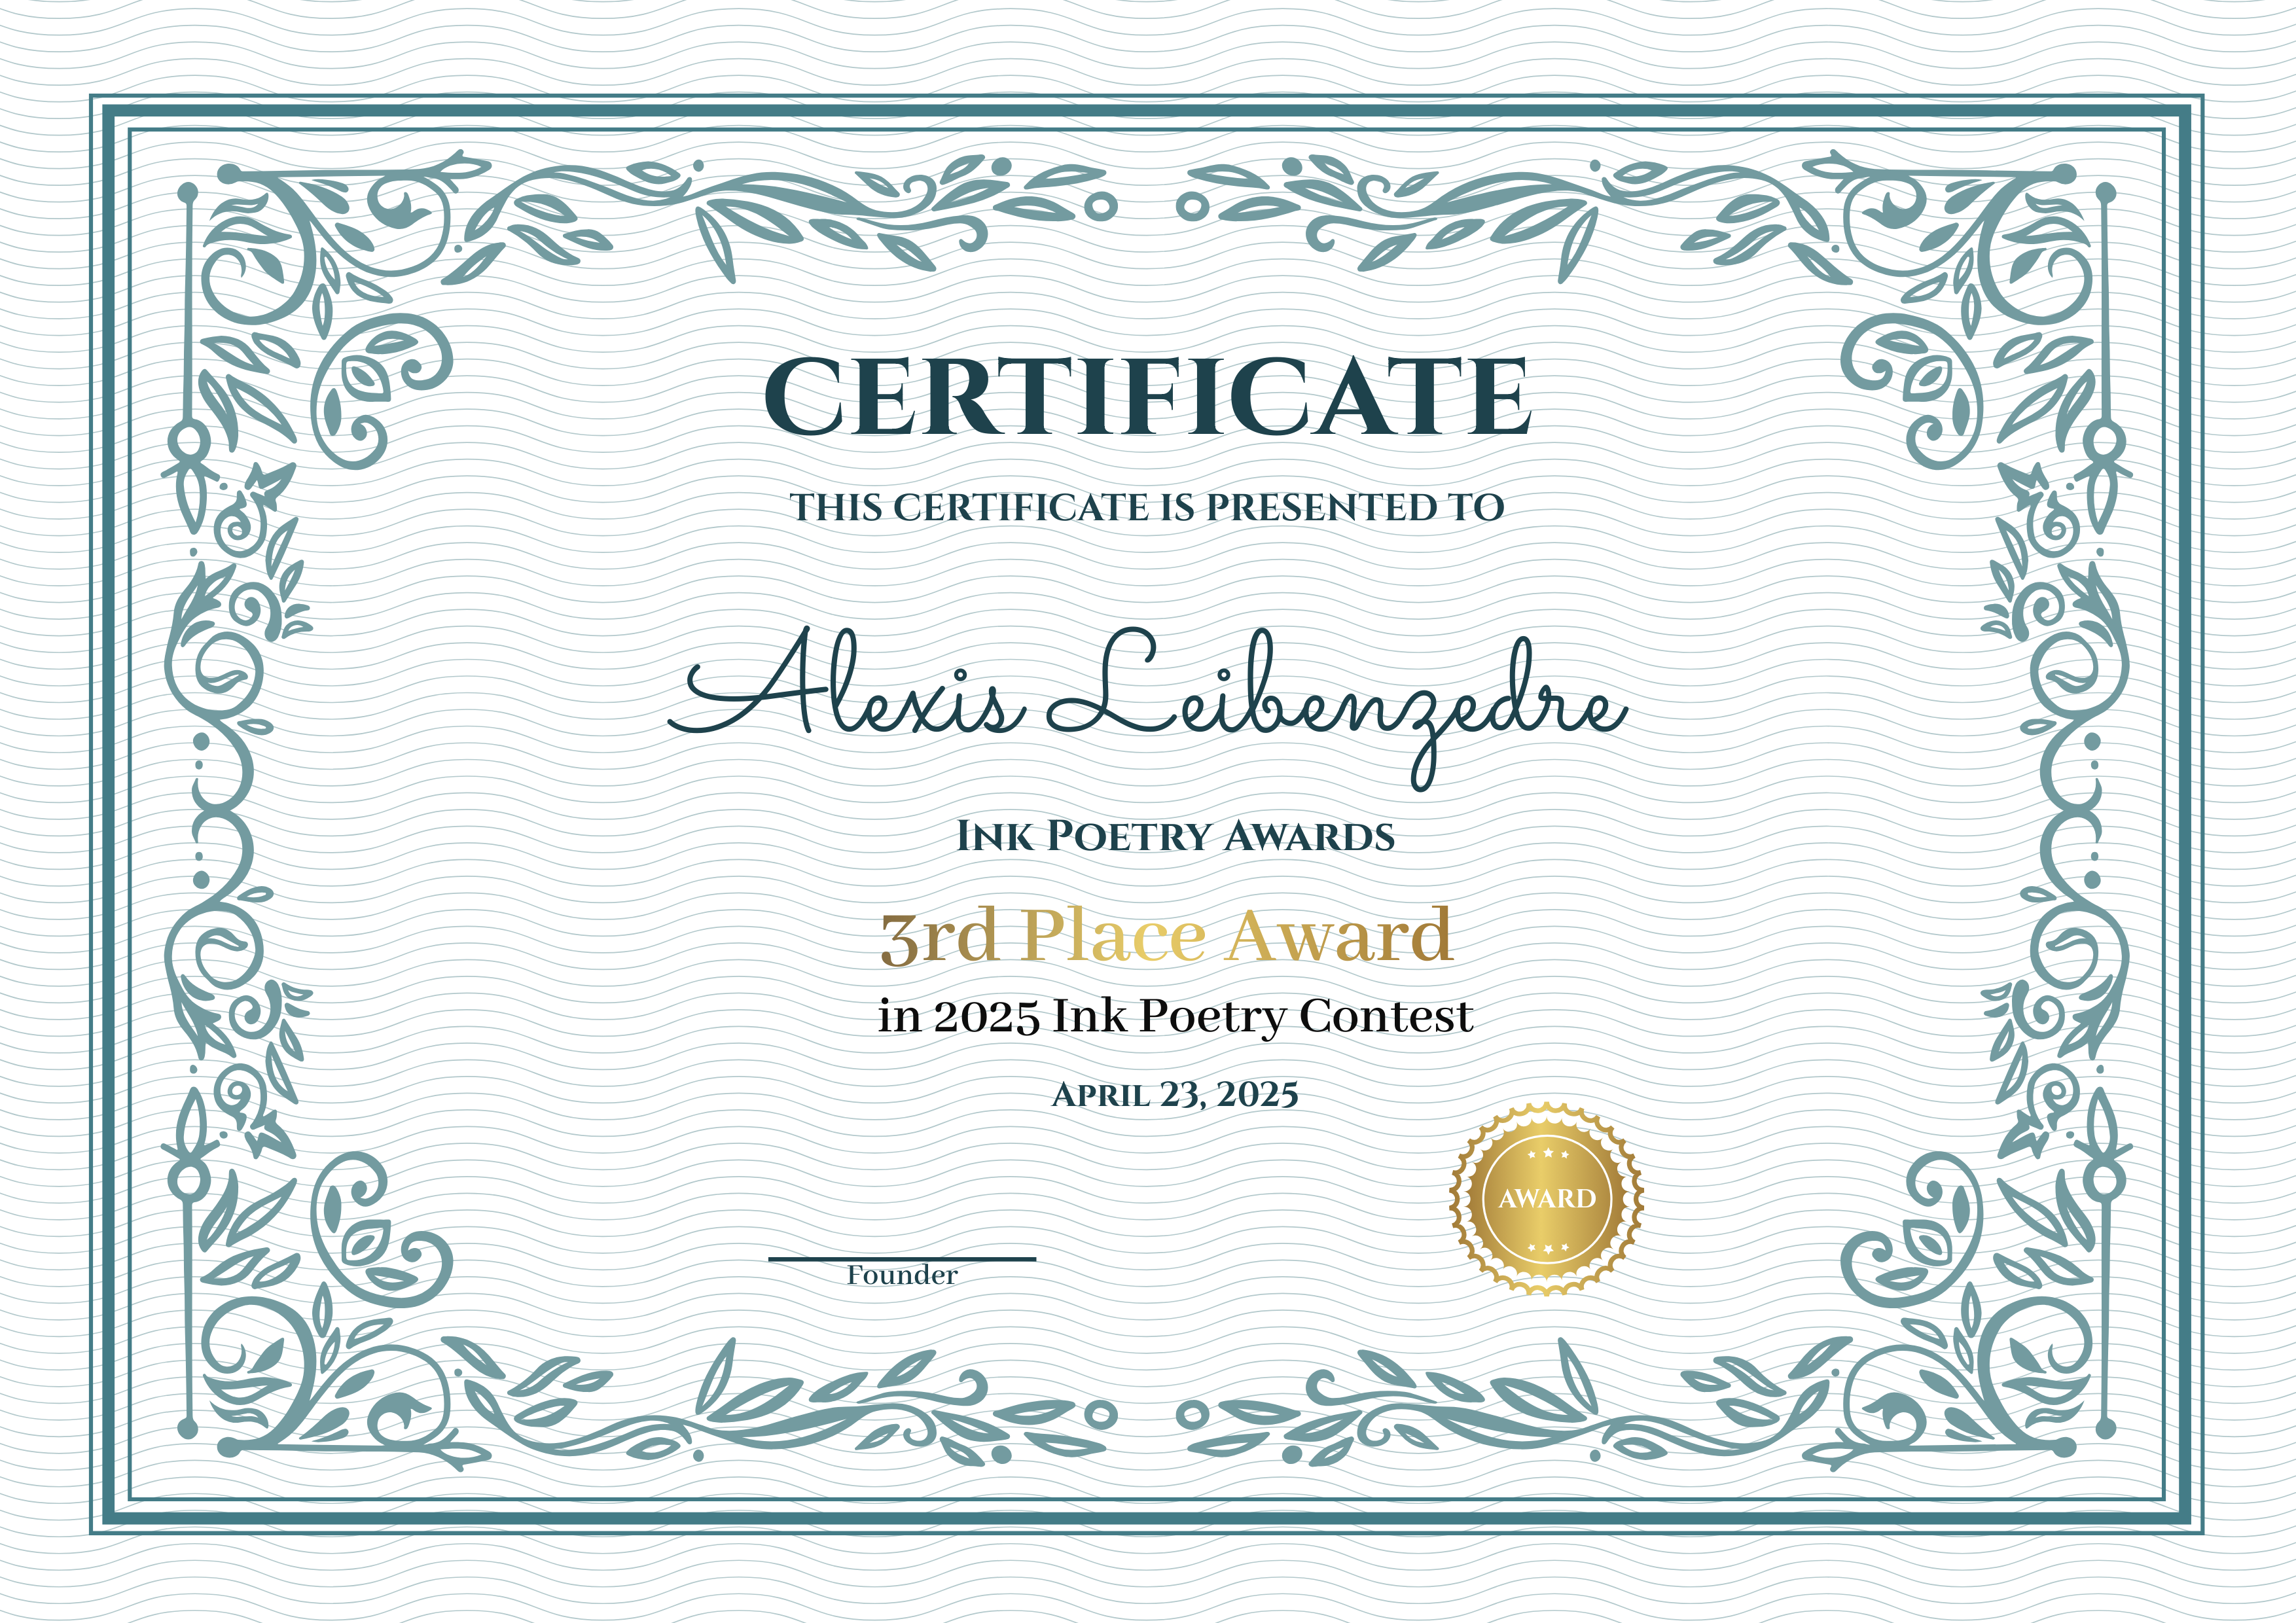 CERTIFICATE
THIS CERTIFICATE IS PRESENTED TO
Alexis Leibenzedre
Ink Poetry Awards
3rd Place Award
in 2025 Ink Poetry Contest
April 23, 2025
AWARD
Founder